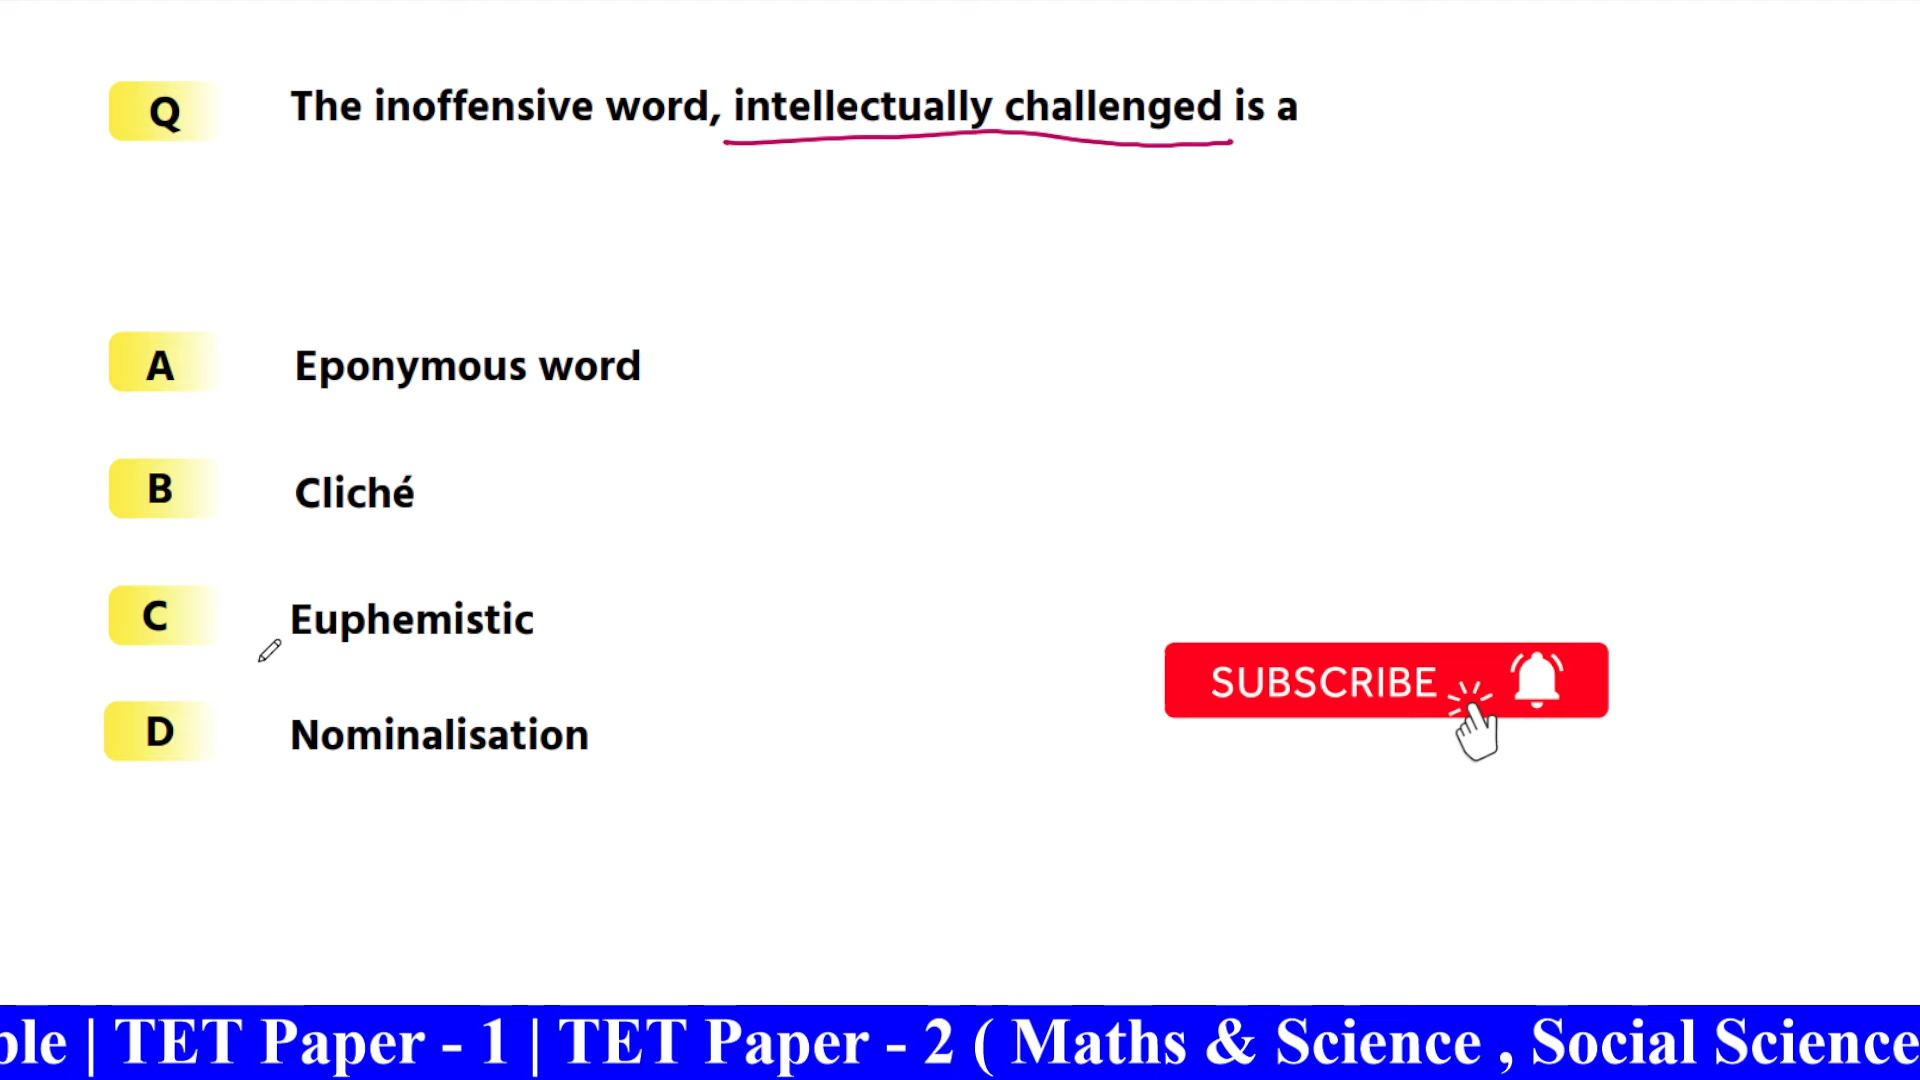 Q The inoffensive word, intellectually challenged is a
A Eponymous word
B Cliché
C Euphemistic
D Nominalisation
SUBSCRIBE
ple | TET Paper - 1 | TET Paper - 2 ( Maths & Science , Social Science